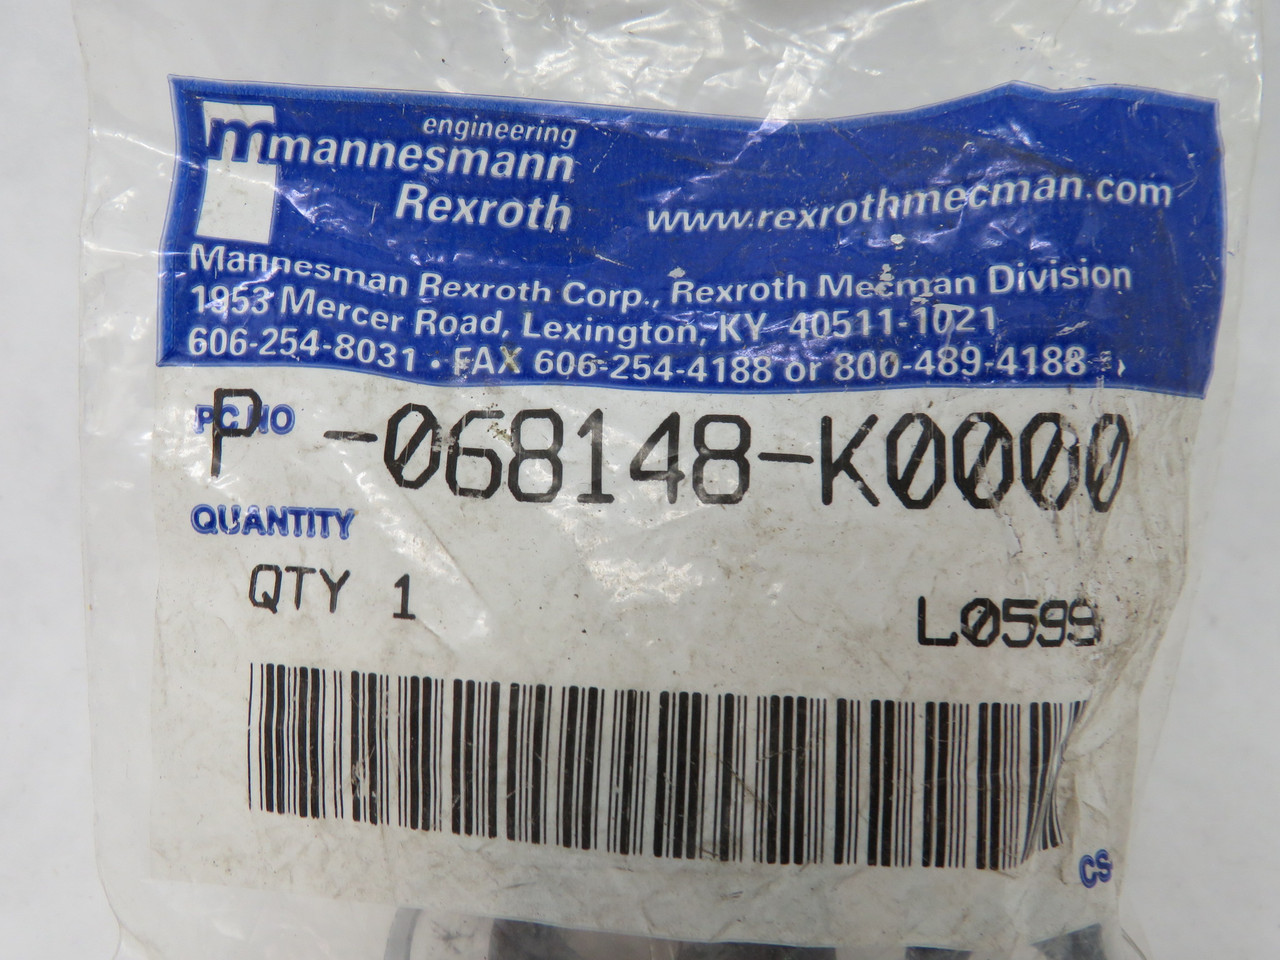 engineering
mmannesmann
Rexroth
www.rexrothmecman.com
Mannesman Rexroth Corp., Rexroth Mecman Division
1953 Mercer Road, Lexington, KY 40511-1021
606-254-8031 · FAX 606-254-4188 or 800-489-4188
PC NO
P -068148-K0000
QUANTITY
QTY 1
L0599
CS